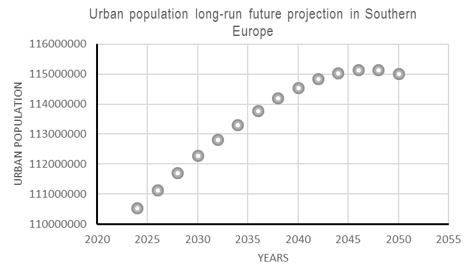 Urban population long-run future projection in Southern
Europe
116000000
115000000
114000000
113000000
112000000
111000000
110000000
URBAN POPULATION
2020 2025 2030 2035 2040 2045 2050 2055
YEARS